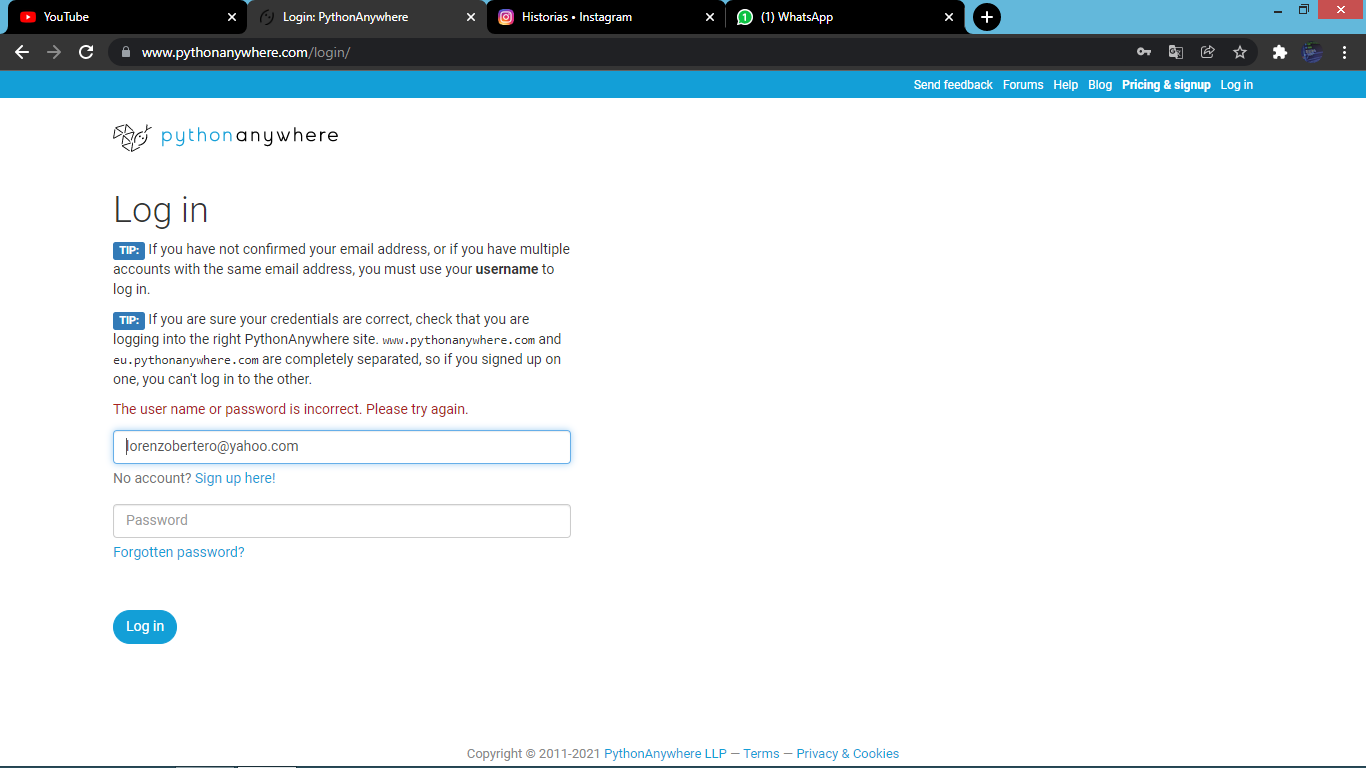 YouTube
Login: PythonAnywhere
Historias • Instagram
1
(1) WhatsApp
www.pythonanywhere.com/login/
Send feedback Forums Help Blog Pricing & signup Log in
pythonanywhere
Log in
TIP: If you have not confirmed your email address, or if you have multiple
accounts with the same email address, you must use your username to
log in.
TIP: If you are sure your credentials are correct, check that you are
logging into the right PythonAnywhere site. www.pythonanywhere.com and
eu.pythonanywhere.com are completely separated, so if you signed up on
one, you can't log in to the other.
The user name or password is incorrect. Please try again.
lorenzobertero@yahoo.com
No account? Sign up here!
Password
Forgotten password?
Log in
Copyright © 2011-2021 PythonAnywhere LLP — Terms — Privacy & Cookies